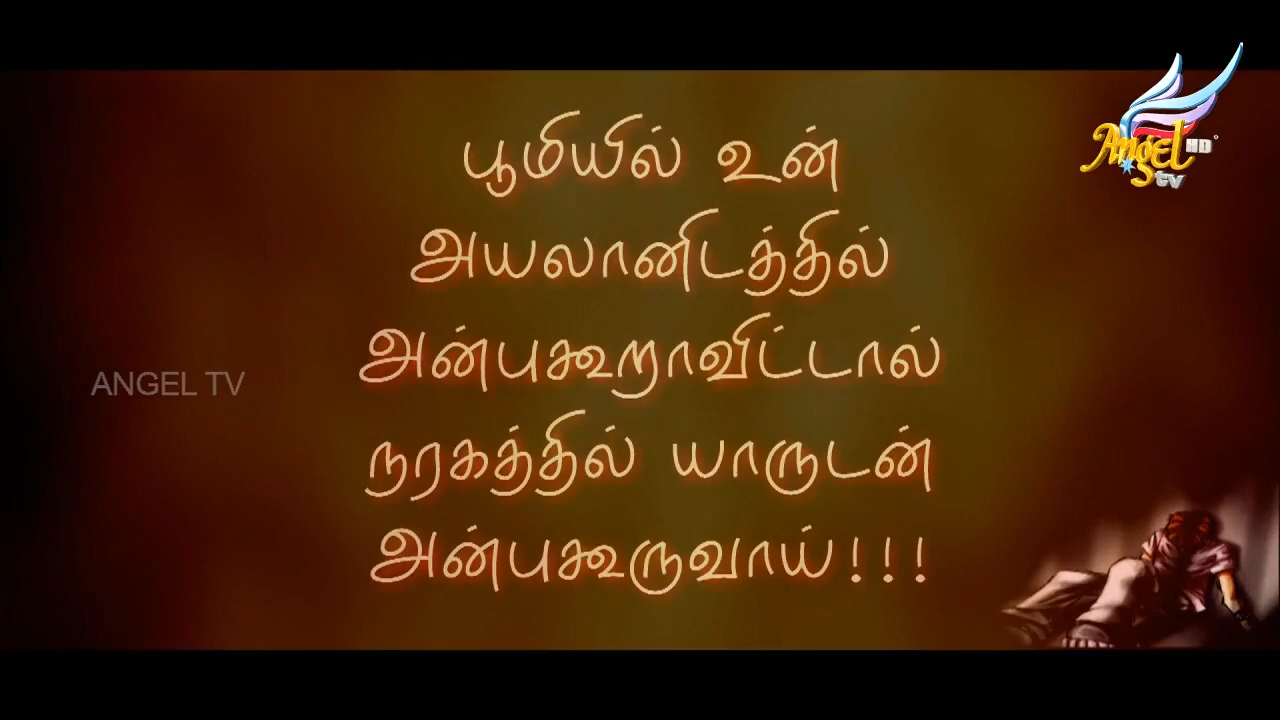 Angel HD
tv
பூமியில் உன்
அயலானிடத்தில்
அன்புகூறாவிட்டால்
ANGEL TV
நரகத்தில் யாருடன்
அன்புகூருவாய்!!!